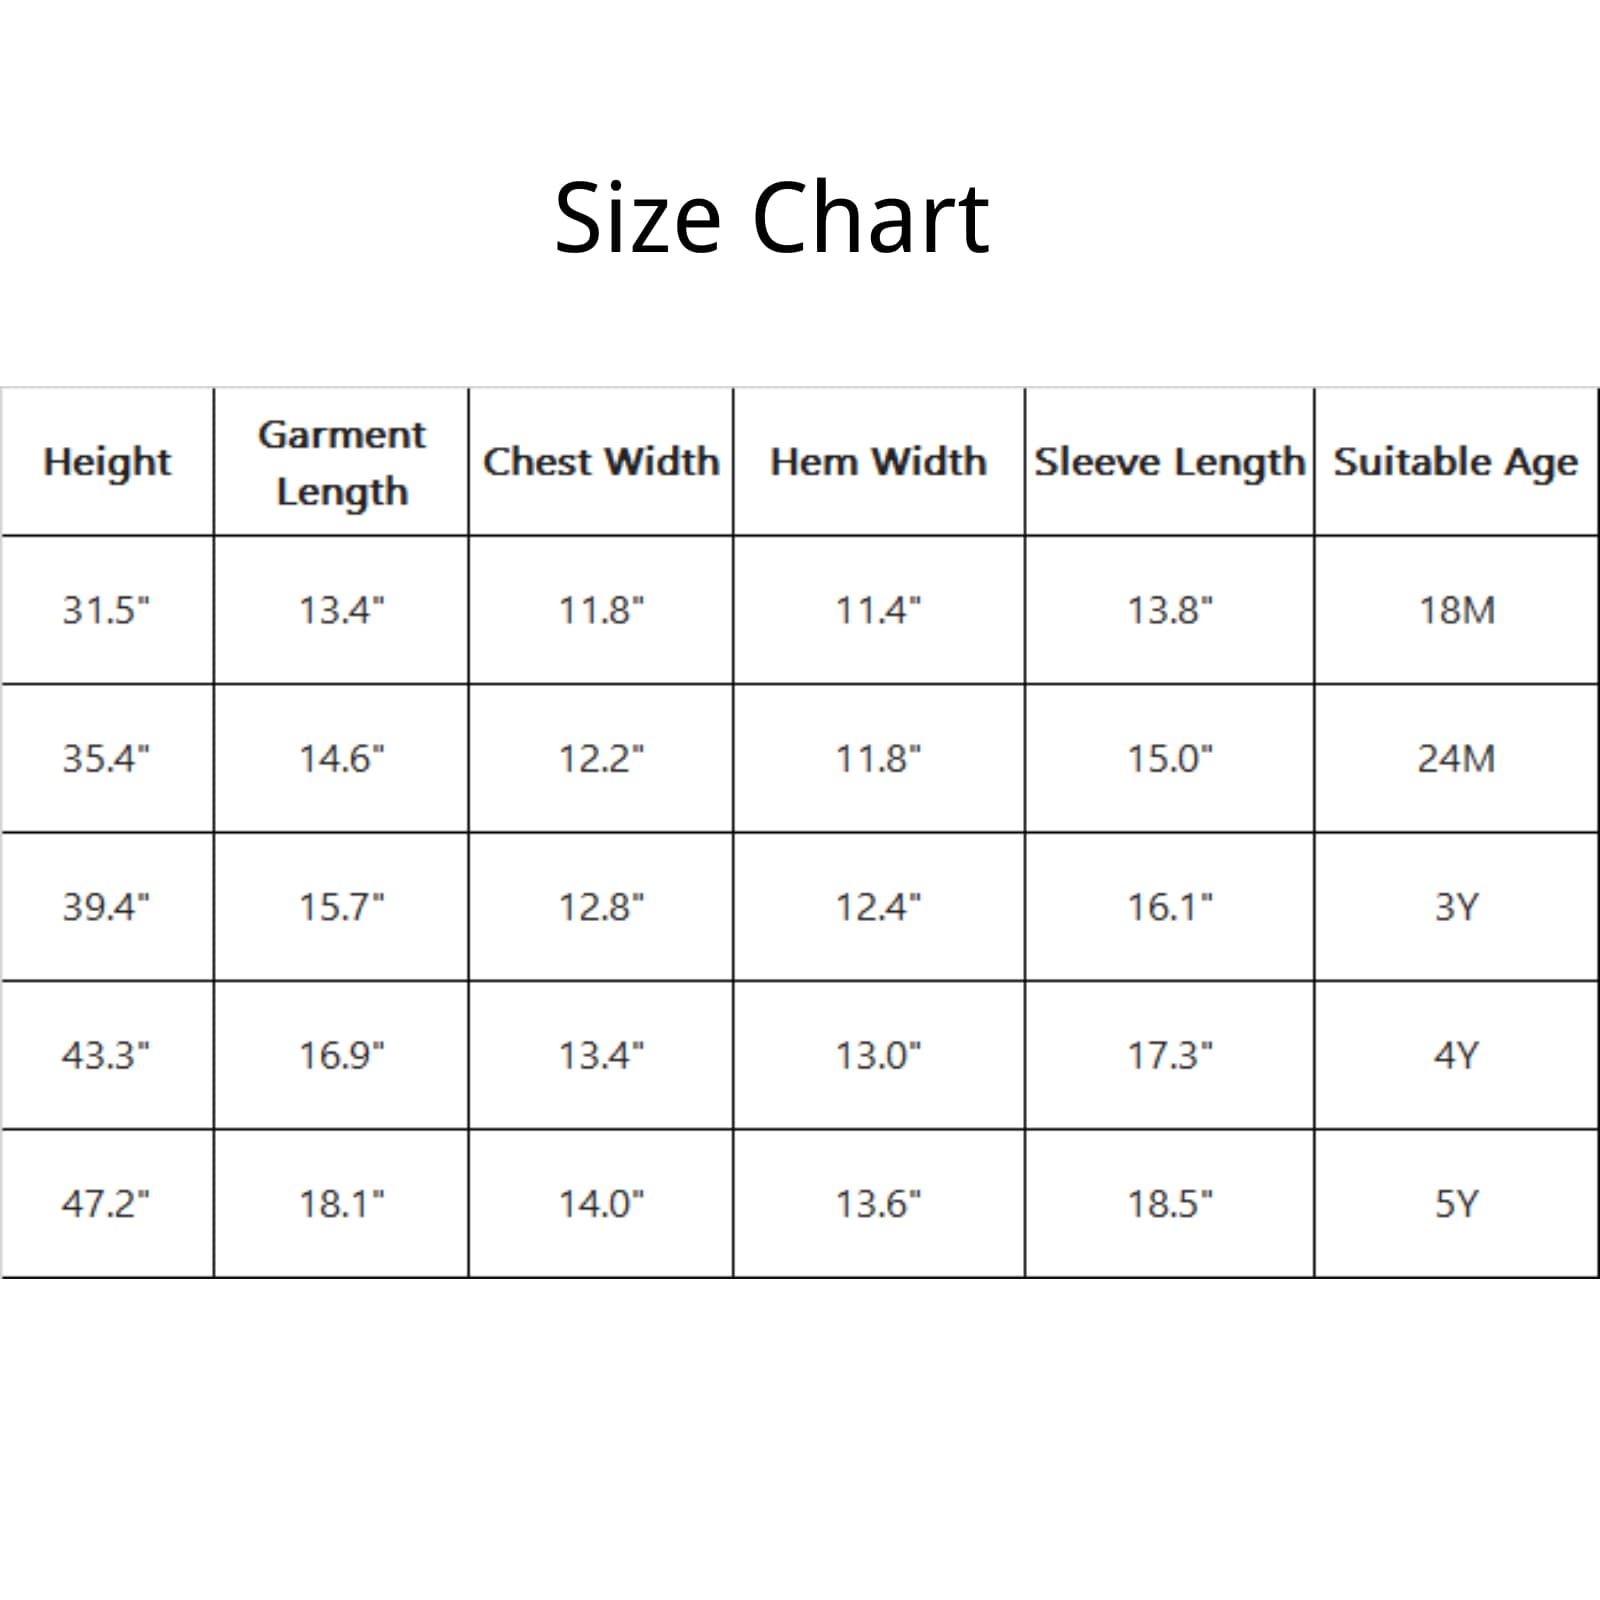 Size Chart
Height Garment Length Chest Width Hem Width Sleeve Length Suitable Age
31.5" 13.4" 11.8" 11.4" 13.8" 18M
35.4" 14.6" 12.2" 11.8" 15.0" 24M
39.4" 15.7" 12.8" 12.4" 16.1" 3Y
43.3" 16.9" 13.4" 13.0" 17.3" 4Y
47.2" 18.1" 14.0" 13.6" 18.5" 5Y